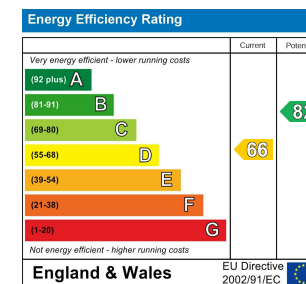 Energy Efficiency Rating
Current
Very energy efficient - lower running costs
(92 plus) A
(81-91) B
(69-80) C
(55-68) D
66
(39-54) E
(21-38) F
(1-20) G
Not energy efficient - higher running costs
England & Wales
EU Directive
2002/91/EC